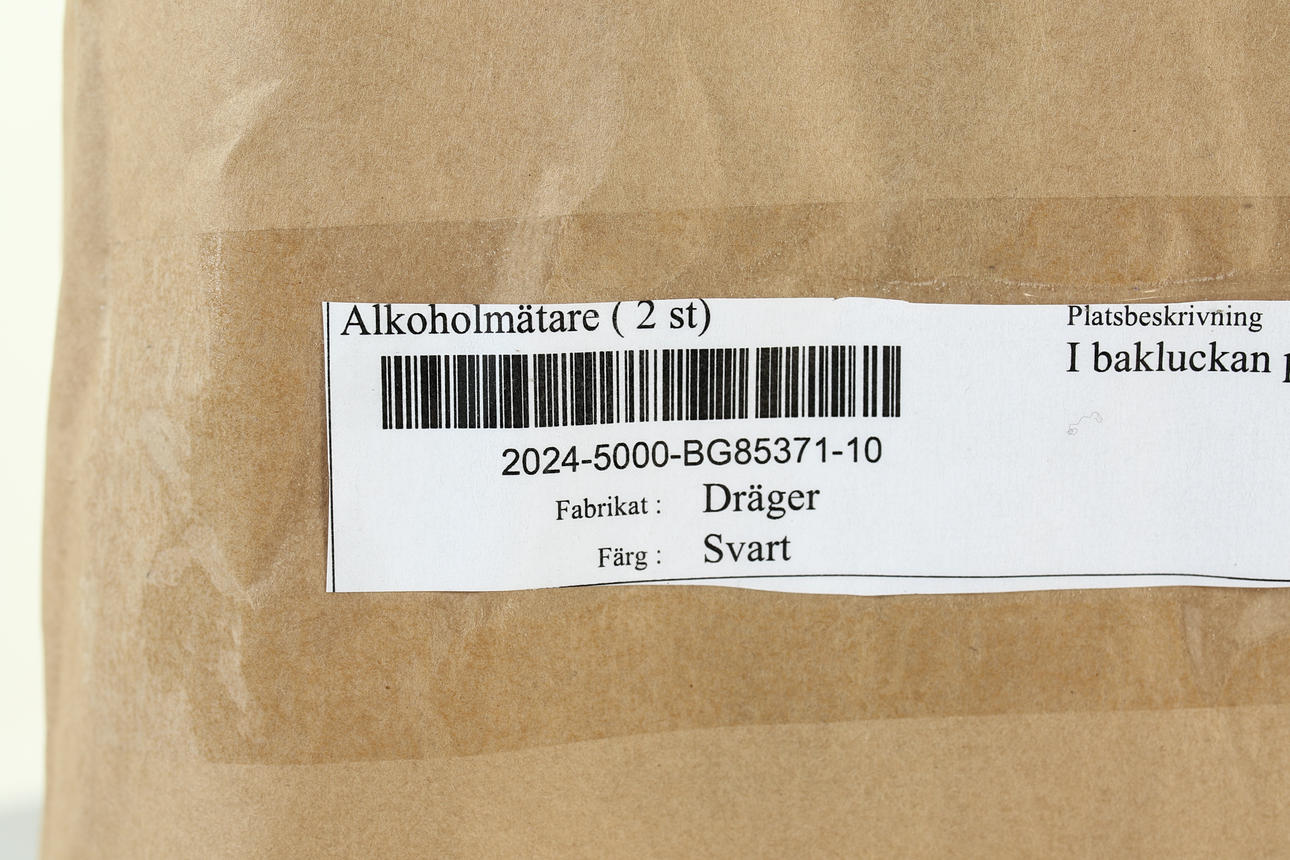 Alkoholmätare ( 2 st)
2024-5000-BG85371-10
Fabrikat : Dräger
Färg : Svart
Platsbeskrivning
I bakluckan